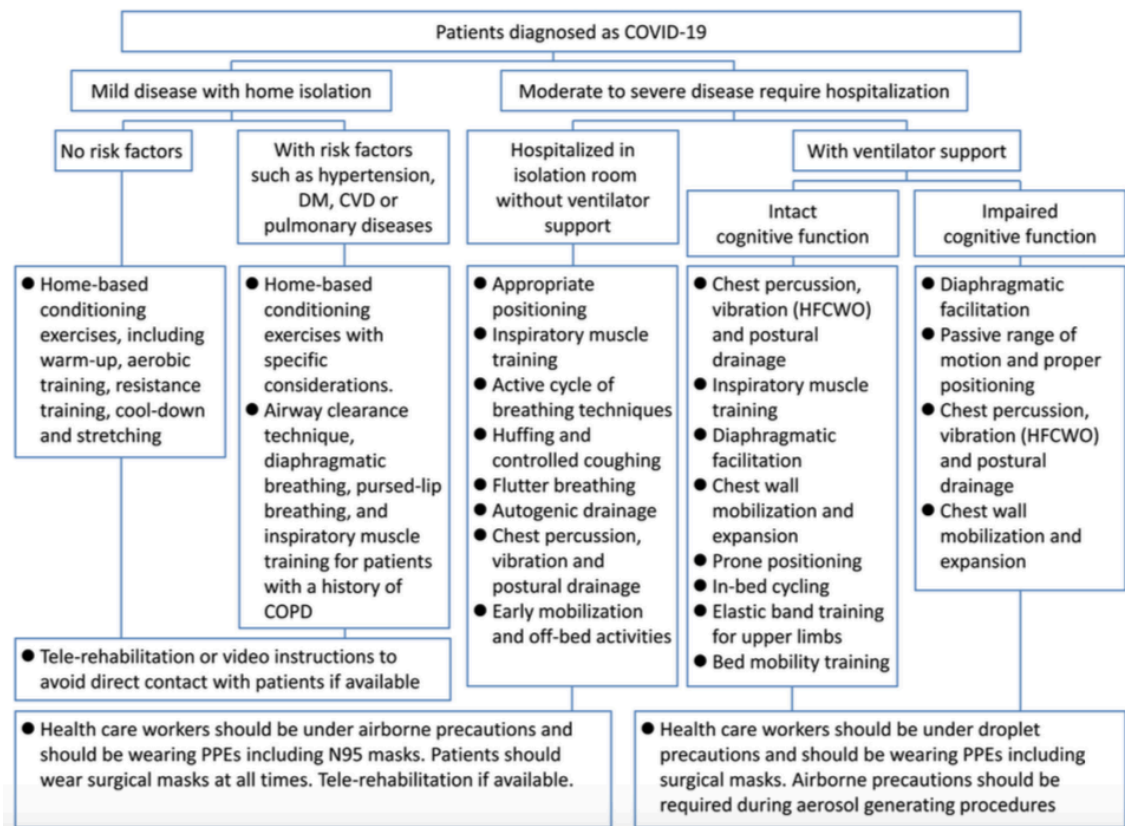 Patients diagnosed as COVID-19
Mild disease with home isolation
Moderate to severe disease require hospitalization
No risk factors
With risk factors
such as hypertension,
DM, CVD or
pulmonary diseases
Hospitalized in
isolation room
without ventilator
support
With ventilator support
Intact
cognitive function
Impaired
cognitive function
● Home-based
conditioning
exercises, including
warm-up, aerobic
training, resistance
training, cool-down
and stretching
● Home-based
conditioning
exercises with
specific
considerations.
● Airway clearance
technique,
diaphragmatic
breathing, pursed-lip
breathing, and
inspiratory muscle
training for patients
with a history of
COPD
● Appropriate
positioning
● Inspiratory muscle
training
● Active cycle of
breathing techniques
● Huffing and
controlled coughing
● Flutter breathing
● Autogenic drainage
● Chest percussion,
vibration and
postural drainage
● Early mobilization
and off-bed activities
● Chest percussion,
vibration (HFCWO)
and postural
drainage
● Inspiratory muscle
training
● Diaphragmatic
facilitation
● Chest wall
mobilization and
expansion
● Prone positioning
● In-bed cycling
● Elastic band training
for upper limbs
● Bed mobility training
● Diaphragmatic
facilitation
● Passive range of
motion and proper
positioning
● Chest percussion,
vibration (HFCWO)
and postural
drainage
● Chest wall
mobilization and
expansion
● Tele-rehabilitation or video instructions to
avoid direct contact with patients if available
● Health care workers should be under airborne precautions and
should be wearing PPEs including N95 masks. Patients should
wear surgical masks at all times. Tele-rehabilitation if available.
● Health care workers should be under droplet
precautions and should be wearing PPEs including
surgical masks. Airborne precautions should be
required during aerosol generating procedures